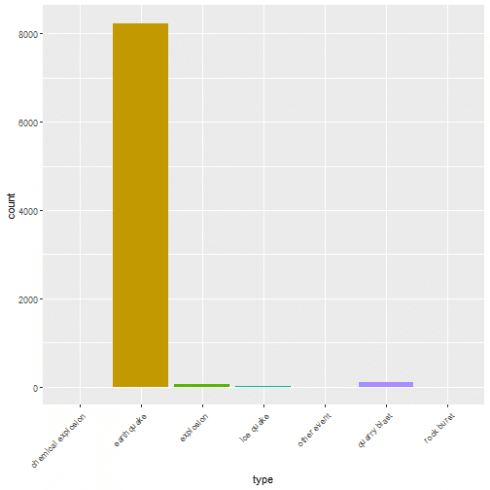 8000
6000
4000
2000
0
count
chemical explosion
earthquake
explosion
ice quake
other event
quarry blast
rock burst
type